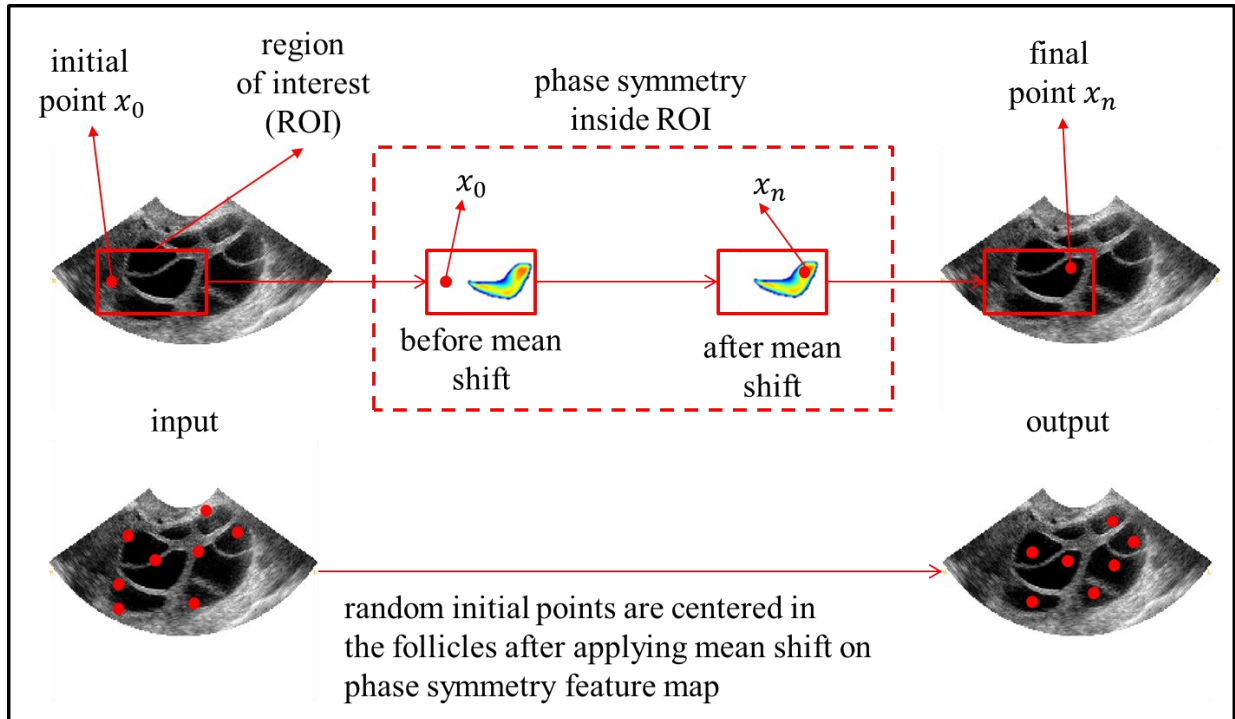 initial
point x₀
region
of interest
(ROI)
phase symmetry
inside ROI
final
point xₙ
x₀
xₙ
before mean
shift
after mean
shift
input
output
random initial points are centered in
the follicles after applying mean shift on
phase symmetry feature map